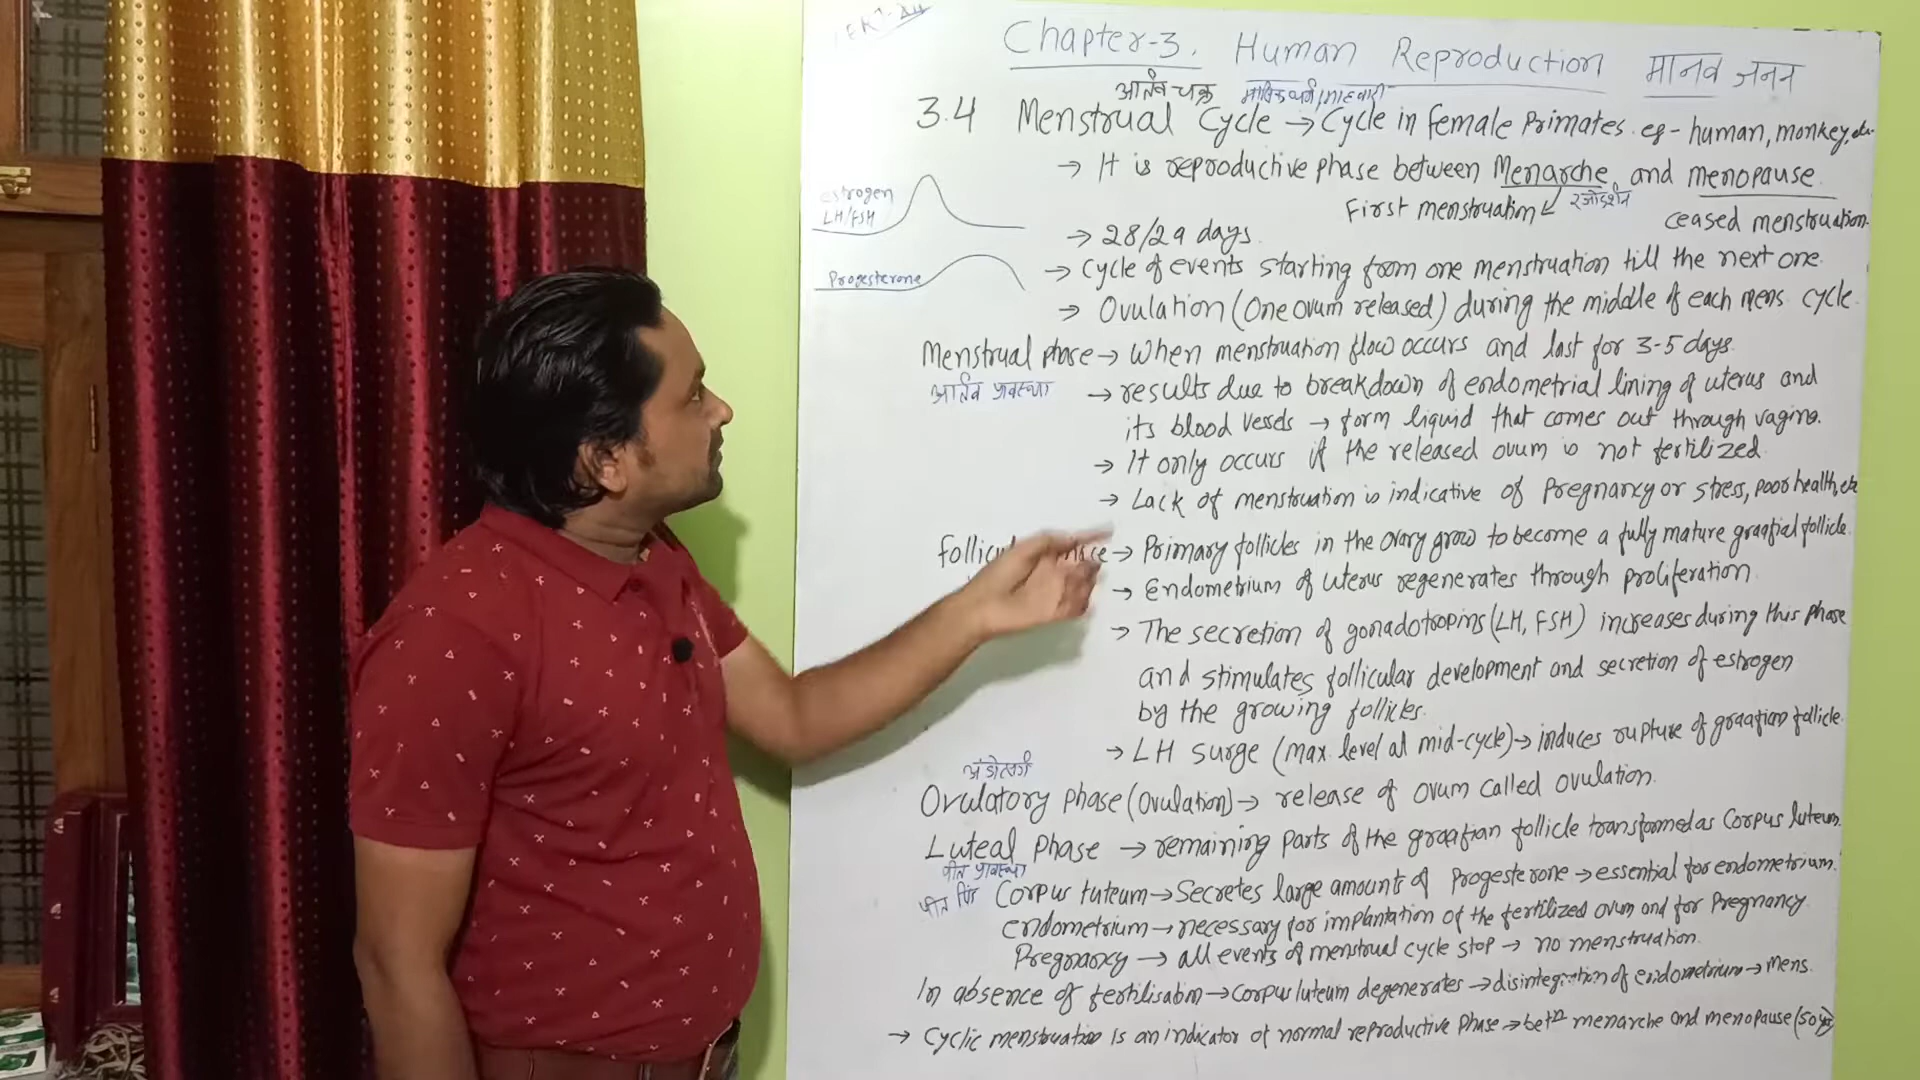 Chapter-3. Human Reproduction मानव जनन
आर्तव चक्र
3.4 Menstrual Cycle → Cycle in female primates. eg - human, monkey, etc.
→ It is reproductive phase between Menarche and menopause.
First menstruation ↙ रजोदर्शन ceased menstruation.
estrogen
LH/FSH
→ 28/29 days.
Progesterone
→ Cycle of events starting from one menstruation till the next one.
→ Ovulation (One ovum released) during the middle of each mens. cycle.
Menstrual phase → When menstruation flow occurs and last for 3-5 days.
आर्तव प्रावस्था → results due to breakdown of endometrial lining of uterus and
its blood vessels → form liquid that comes out through vagina.
→ It only occurs if the released ovum is not fertilized.
→ Lack of menstruation is indicative of Pregnancy or stress, poor health, etc
→ Primary follicles in the ovary grow to become a fully mature graafial follicle.
→ Endometrium of uterus regenerates through proliferation.
→ The secretion of gonadotropins (LH, FSH) increases during this phase
and stimulates follicular development and secretion of estrogen
by the growing follicles.
→ LH surge (max. level at mid-cycle) → induces rupture of graafian follicle.
अंडोत्सर्ग
Ovulatory phase (Ovulation) → release of ovum called ovulation.
Luteal Phase → remaining parts of the graafian follicle transformed as Corpus luteum.
पीत प्रावस्था
पीत पिंड Corpus tuteum → Secretes large amounts of Progesterone → essential for endometrium.
endometrium → necessary for implantation of the fertilized ovum and for Pregnancy.
Pregnancy → all events of menstrual cycle stop → no menstruation.
In absence of fertilisation → corpus luteum degenerates → disintegration of endometrium → mens.
→ Cyclic menstruation is an indicator of normal reproductive phase → betn menarche and menopause (50 yrs)